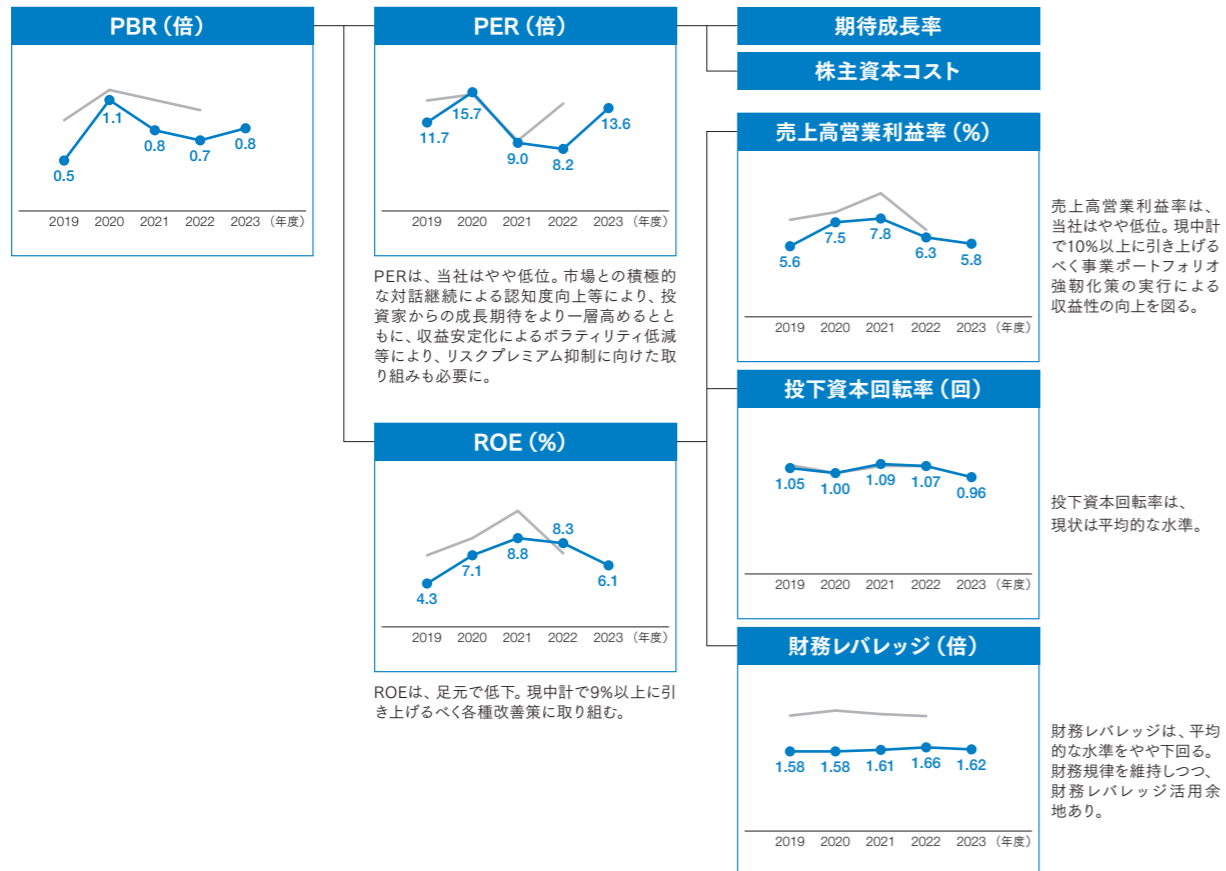 PBR（倍）
1.1
0.8
0.7
0.8
0.5
2019 2020 2021 2022 2023 （年度）
PER（倍）
11.7
15.7
9.0
8.2
13.6
2019 2020 2021 2022 2023 （年度）
PERは、当社はやや低位。市場との積極的
な対話継続による認知度向上等により、投
資家からの成長期待をより一層高めるとと
もに、収益安定化によるボラティリティ低減
等により、リスクプレミアム抑制に向けた取
り組みも必要に。
ROE（%）
4.3
7.1
8.8
8.3
6.1
2019 2020 2021 2022 2023 （年度）
ROEは、足元で低下。現中計で9%以上に引
き上げるべく各種改善策に取り組む。
期待成長率
株主資本コスト
売上高営業利益率（%）
5.6
7.5
7.8
6.3
5.8
2019 2020 2021 2022 2023 （年度）
売上高営業利益率は、
当社はやや低位。現中計
で10%以上に引き上げる
べく事業ポートフォリオ
強靭化策の実行による
収益性の向上を図る。
投下資本回転率（回）
1.05
1.00
1.09
1.07
0.96
2019 2020 2021 2022 2023 （年度）
投下資本回転率は、
現状は平均的な水準。
財務レバレッジ（倍）
1.58
1.58
1.61
1.66
1.62
2019 2020 2021 2022 2023 （年度）
財務レバレッジは、平均
的な水準をやや下回る。
財務規律を維持しつつ、
財務レバレッジ活用余
地あり。